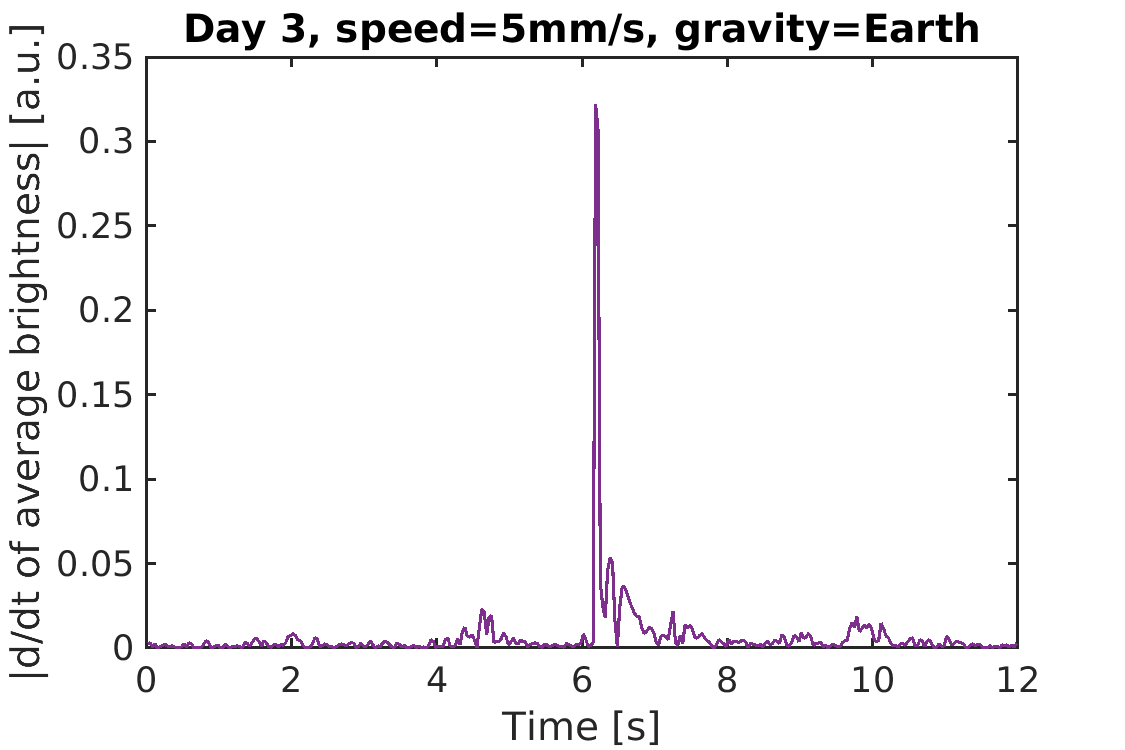 Day 3, speed=5mm/s, gravity=Earth
|d/dt of average brightness| [a.u.]
0.35
0.3
0.25
0.2
0.15
0.1
0.05
0
0 2 4 6 8 10 12
Time [s]